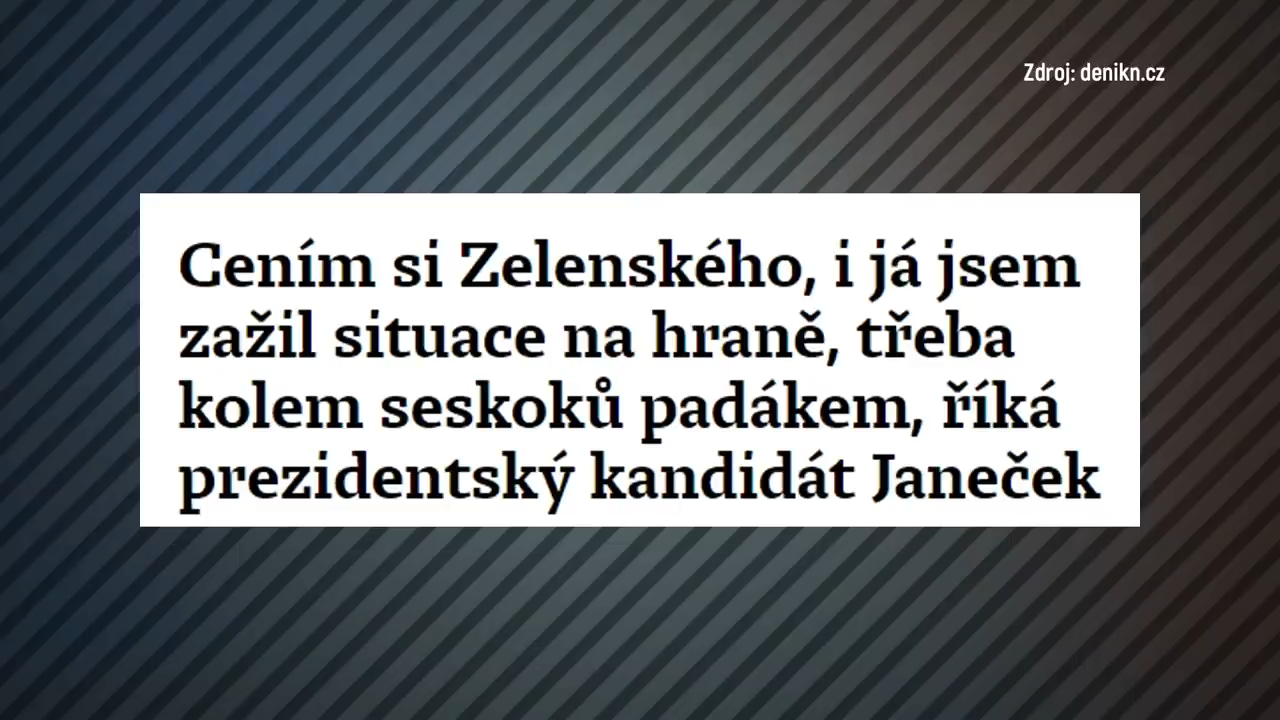 Zdroj: denikn.cz
Cením si Zelenského, i já jsem
zažil situace na hraně, třeba
kolem seskoků padákem, říká
prezidentský kandidát Janeček